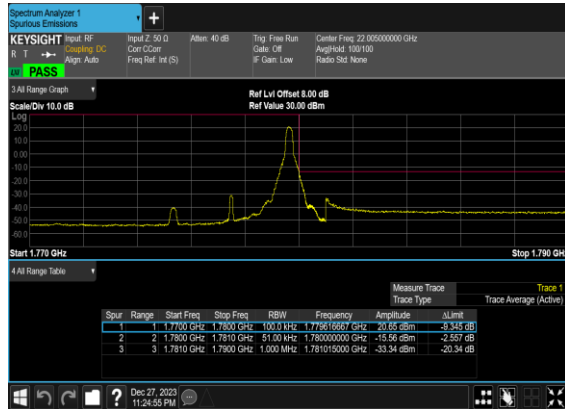 Spectrum Analyzer 1
Spurious Emissions
KEYSIGHT
R T
LXI PASS
Input: RF
Coupling: DC
Align: Auto
Input Z: 50 Ω
Corr CCorr
Freq Ref: Int (S)
Atten: 40 dB
Trig: Free Run
Gate: Off
IF Gain: Low
Center Freq: 22.005000000 GHz
Avg|Hold: 100/100
Radio Std: None
3 All Range Graph
Ref Lvl Offset 8.00 dB
Scale/Div 10.0 dB
Ref Value 30.00 dBm
Log
20.0
10.0
0.00
-10.0
-20.0
-30.0
-40.0
-50.0
-60.0
Start 1.770 GHz
Stop 1.790 GH
4 All Range Table
Measure Trace Trace 1
Trace Type Trace Average (Active)
Spur Range Start Freq Stop Freq RBW Frequency Amplitude ΔLimit
1 1 1.7700 GHz 1.7800 GHz 100.0 kHz 1.779616667 GHz 20.65 dBm -9.345 dB
2 2 1.7800 GHz 1.7810 GHz 51.00 kHz 1.780000000 GHz -15.56 dBm -2.557 dB
3 3 1.7810 GHz 1.7900 GHz 1.000 MHz 1.781015000 GHz -33.34 dBm -20.34 dB
Dec 27, 2023
11:24:55 PM